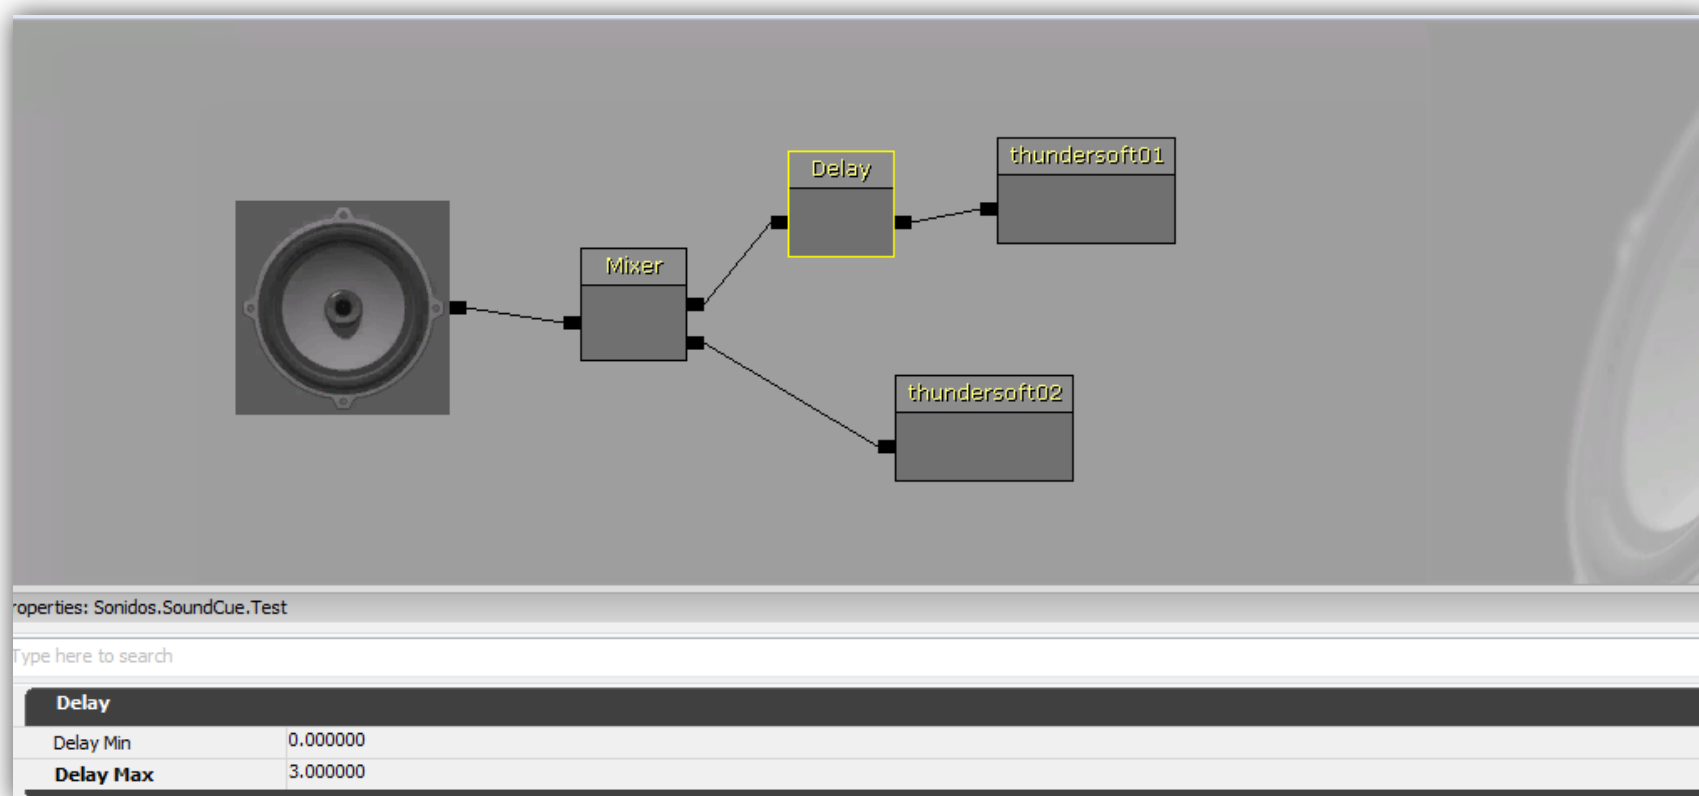 Delay
thundersoft01
Mixer
thundersoft02
roperties: Sonidos.SoundCue.Test
Type here to search
Delay
Delay Min 0.000000
Delay Max 3.000000